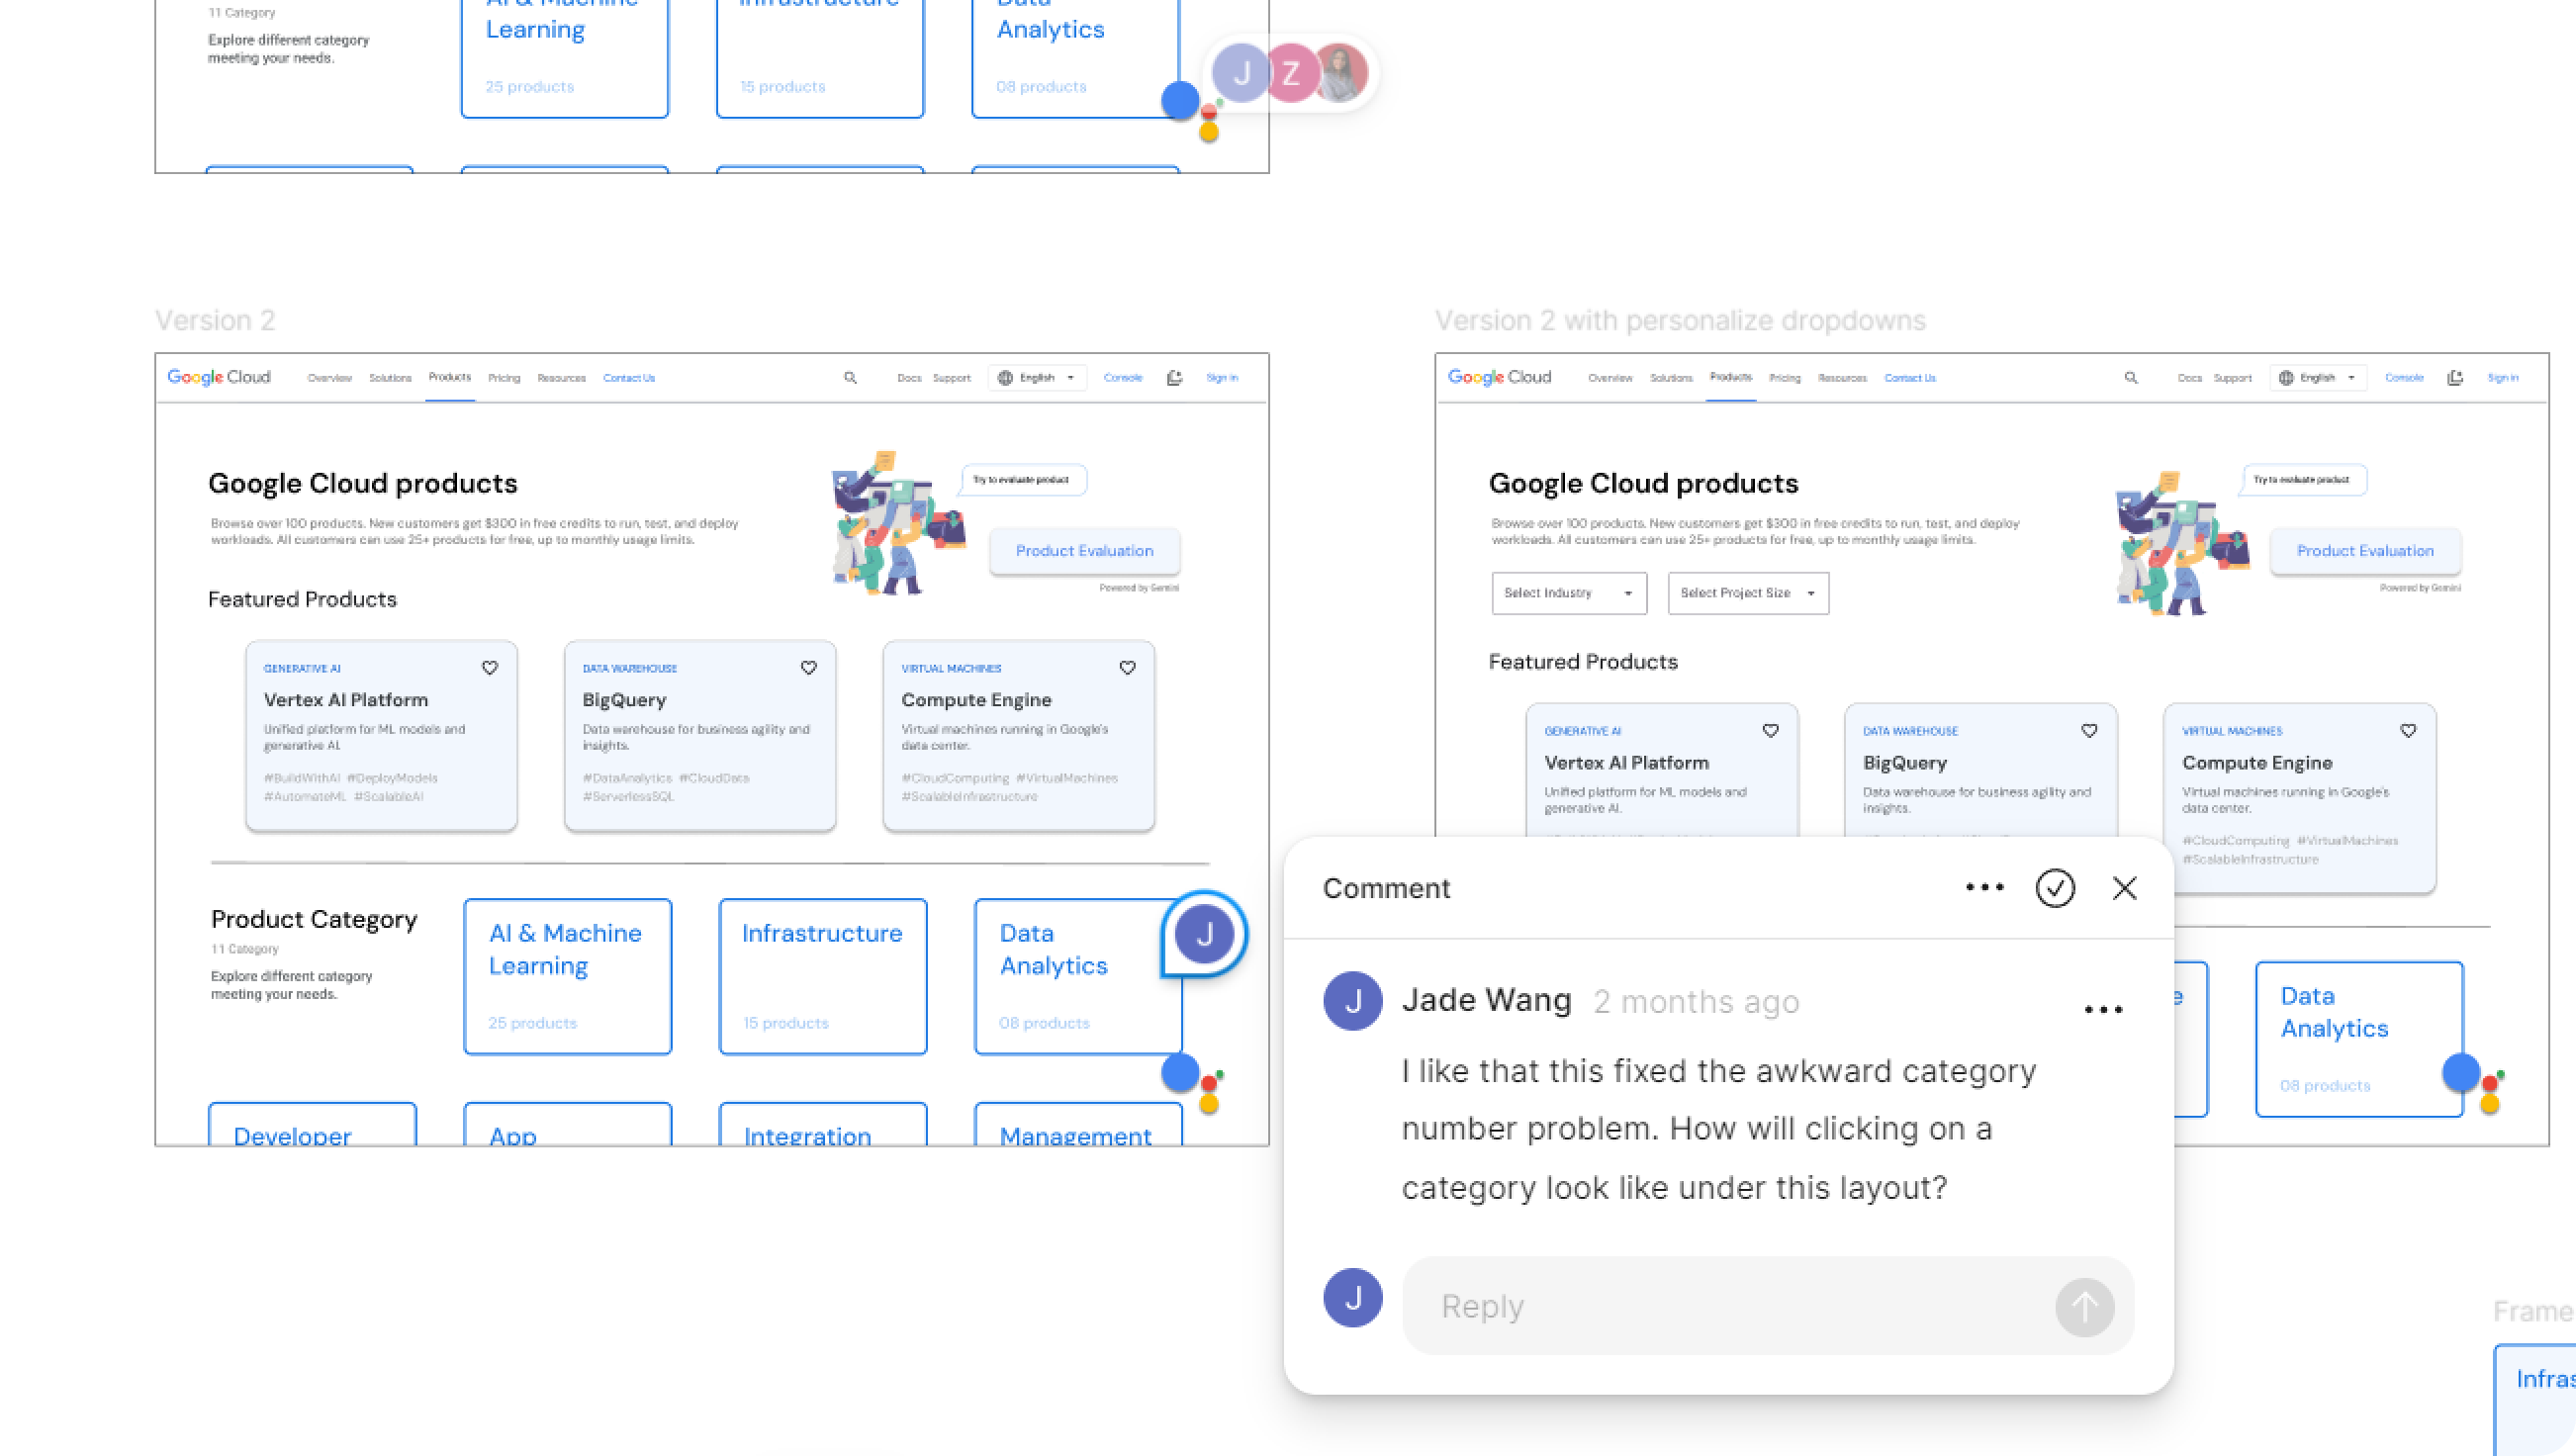 11 Category
Explore different category
meeting your needs.
AI & Machine
Learning
25 products
Infrastructure
15 products
Data
Analytics
08 products
J
Z
Version 2
Google Cloud
Overview
Solutions
Products
Pricing
Resources
Contact Us
Docs
Support
English
Console
Sign in
Google Cloud products
Browse over 100 products. New customers get $300 in free credits to run, test, and deploy
workloads. All customers can use 25+ products for free, up to monthly usage limits.
Try to evaluate product
Product Evaluation
Powered by Gemini
Featured Products
GENERATIVE AI
Vertex AI Platform
Unified platform for ML models and
generative AI.
#BuildWithAI #DeployModels
#AutomateML #ScalableAI
DATA WAREHOUSE
BigQuery
Data warehouse for business agility and
insights.
#DataAnalytics #CloudData
#ServerlessSQL
VIRTUAL MACHINES
Compute Engine
Virtual machines running in Google's
data center.
#CloudComputing #VirtualMachines
#ScalableInfrastructure
Product Category
11 Category
Explore different category
meeting your needs.
AI & Machine
Learning
25 products
Infrastructure
15 products
Data
Analytics
08 products
J
Developer
App
Integration
Management
Version 2 with personalize dropdowns
Google Cloud
Overview
Solutions
Products
Pricing
Resources
Contact Us
Docs
Support
English
Console
Sign in
Google Cloud products
Browse over 100 products. New customers get $300 in free credits to run, test, and deploy
workloads. All customers can use 25+ products for free, up to monthly usage limits.
Select Industry
Select Project Size
Try to evaluate product
Product Evaluation
Powered by Gemini
Featured Products
GENERATIVE AI
Vertex AI Platform
Unified platform for ML models and
generative AI.
DATA WAREHOUSE
BigQuery
Data warehouse for business agility and
insights.
VIRTUAL MACHINES
Compute Engine
Virtual machines running in Google's
data center.
#CloudComputing #VirtualMachines
#ScalableInfrastructure
e
Data
Analytics
08 products
Comment
J
Jade Wang 2 months ago
I like that this fixed the awkward category
number problem. How will clicking on a
category look like under this layout?
J
Reply
Frame
Infras